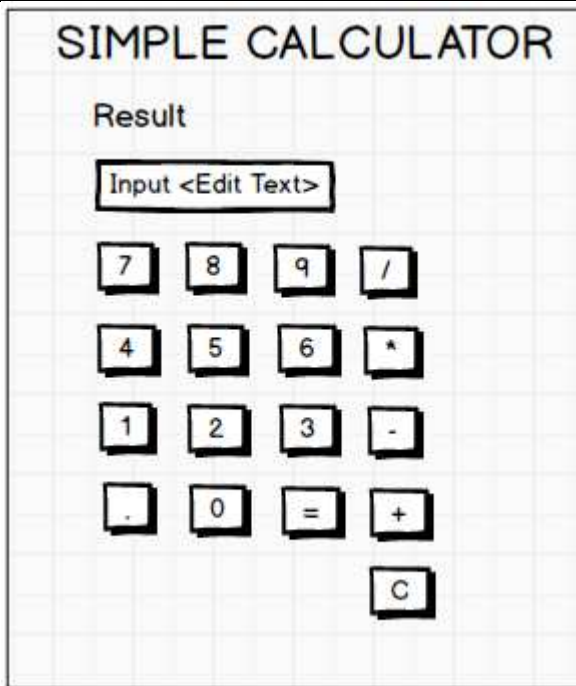 SIMPLE CALCULATOR
Result
Input <Edit Text>
7 8 9 /
4 5 6 *
1 2 3 -
. 0 = +
C